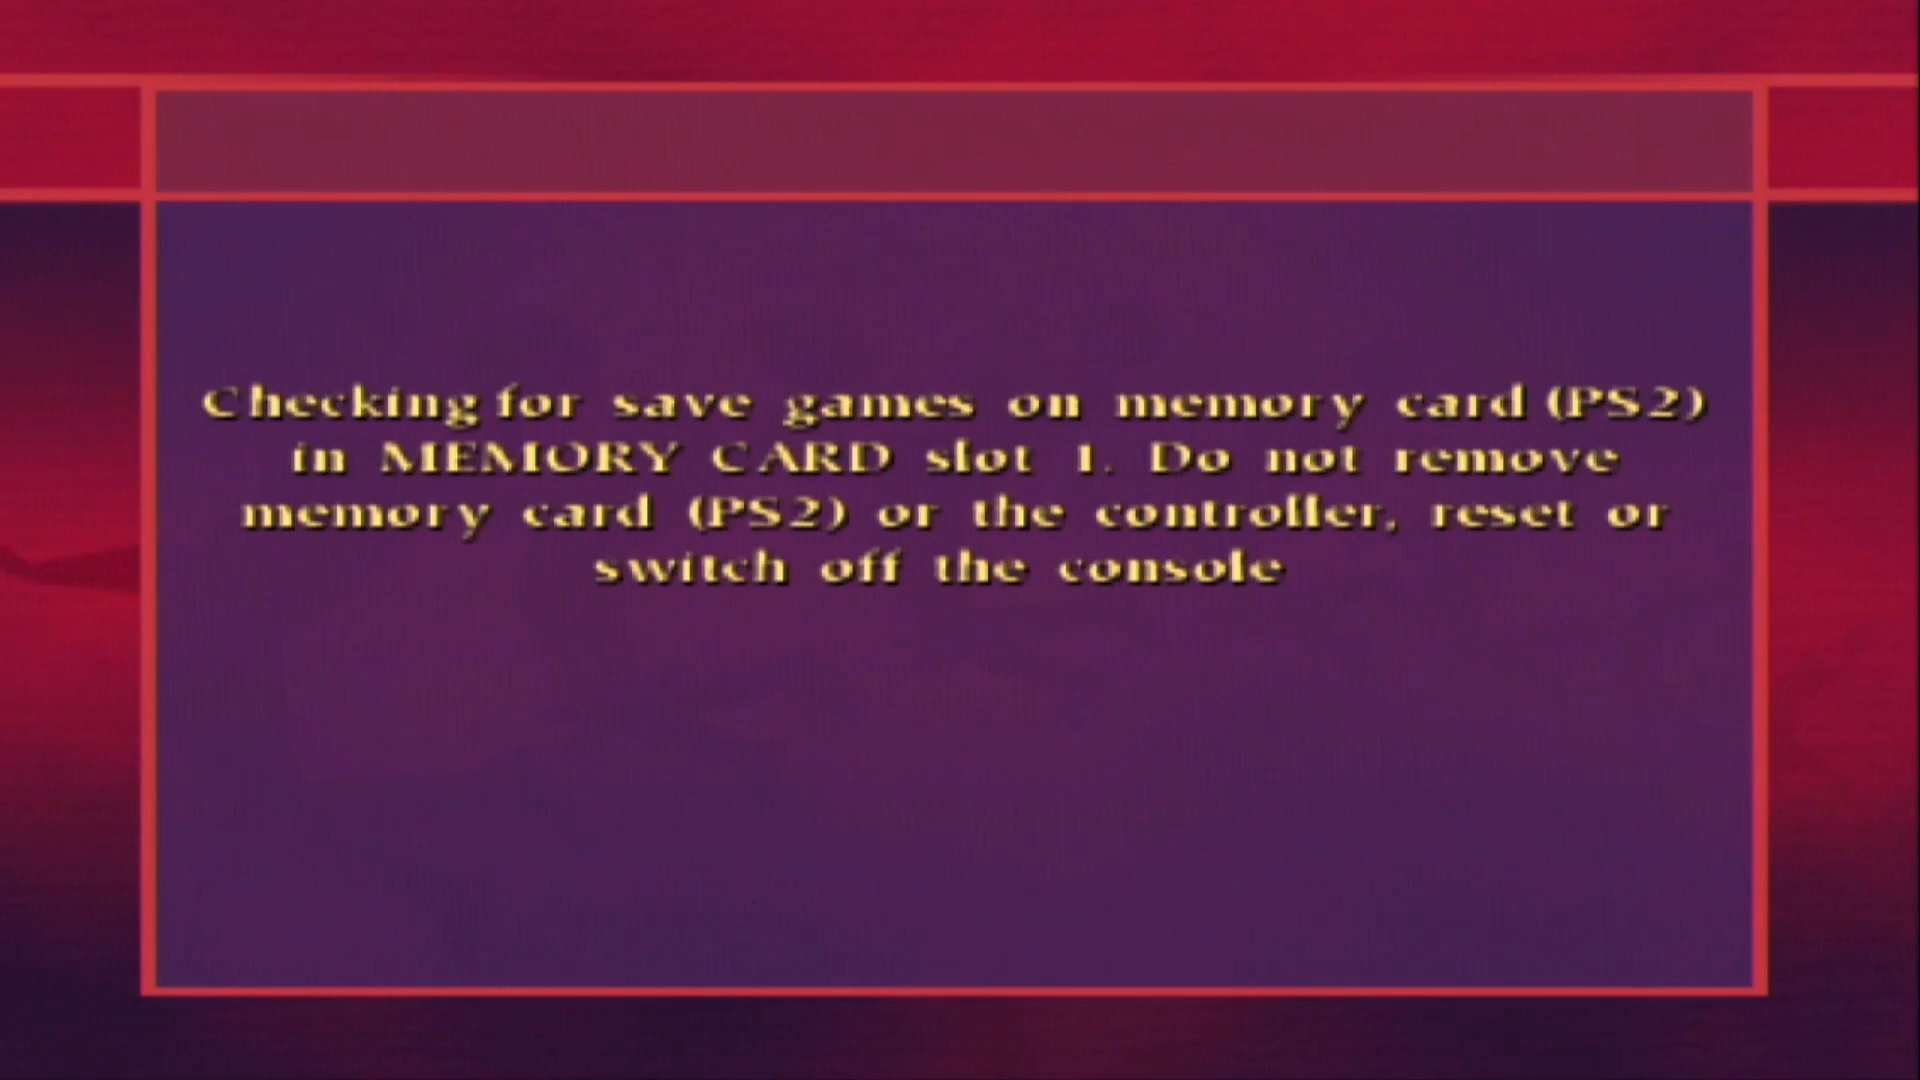 Checking for save games on memory card (PS2)
in MEMORY CARD slot 1. Do not remove
memory card (PS2) or the controller, reset or
switch off the console